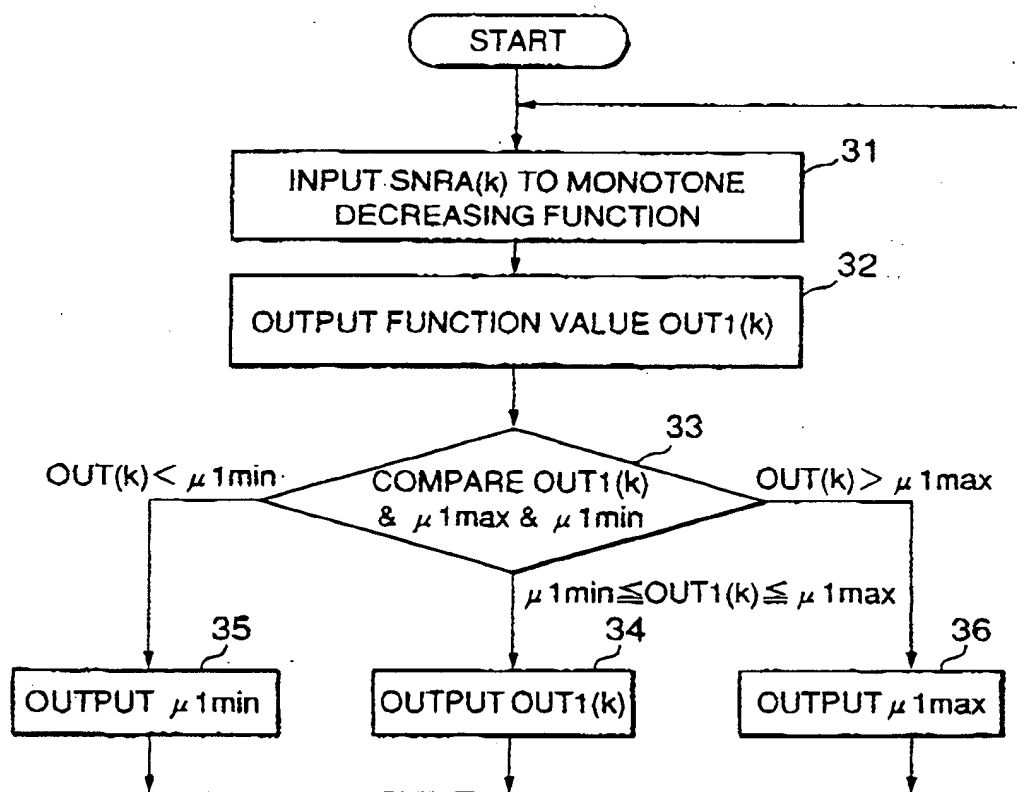 START
31
INPUT SNRA(k) TO MONOTONE
DECREASING FUNCTION
32
OUTPUT FUNCTION VALUE OUT1(k)
33
OUT(k) < μ1min
COMPARE OUT1(k)
& μ1max & μ1min
OUT(k) > μ1max
μ1min≦OUT1(k)≦ μ1max
35
34
36
OUTPUT μ1min
OUTPUT OUT1(k)
OUTPUT μ1max